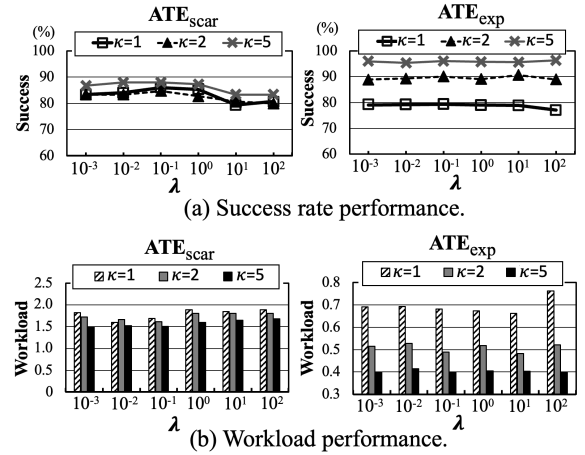 ATEscar
ATEexp
(%)
κ=1 κ=2 κ=5
100
90
80
70
60
Success
10-3 10-2 10-1 100 101 102
λ
(%)
κ=1 κ=2 κ=5
100
90
80
70
60
Success
10-3 10-2 10-1 100 101 102
λ
(a) Success rate performance.
ATEscar
ATEexp
κ=1 κ=2 κ=5
2.5
2.0
1.5
1.0
0.5
0.0
Workload
10-3 10-2 10-1 100 101 102
λ
κ=1 κ=2 κ=5
0.8
0.7
0.6
0.5
0.4
0.3
Workload
10-3 10-2 10-1 100 101 102
λ
(b) Workload performance.